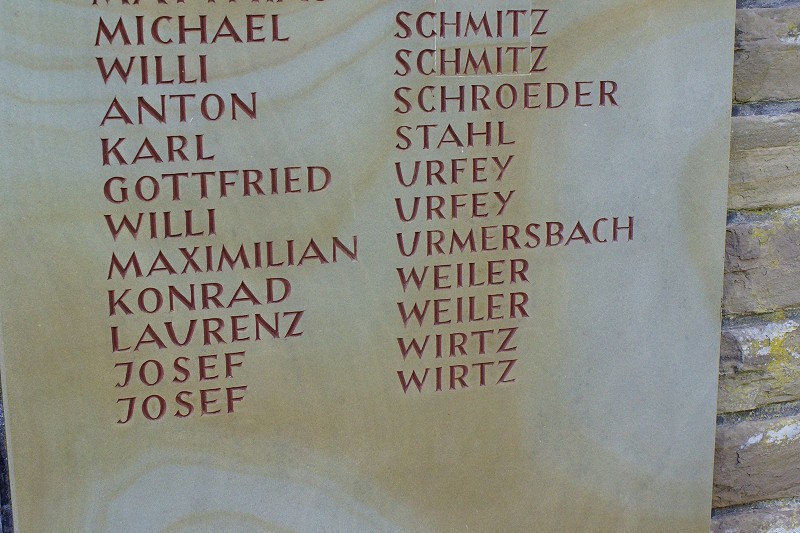 MICHAEL SCHMITZ
WILLI SCHMITZ
ANTON SCHROEDER
KARL STAHL
GOTTFRIED URFEY
WILLI URFEY
MAXIMILIAN URMERSBACH
KONRAD WEILER
LAURENZ WEILER
JOSEF WIRTZ
JOSEF WIRTZ